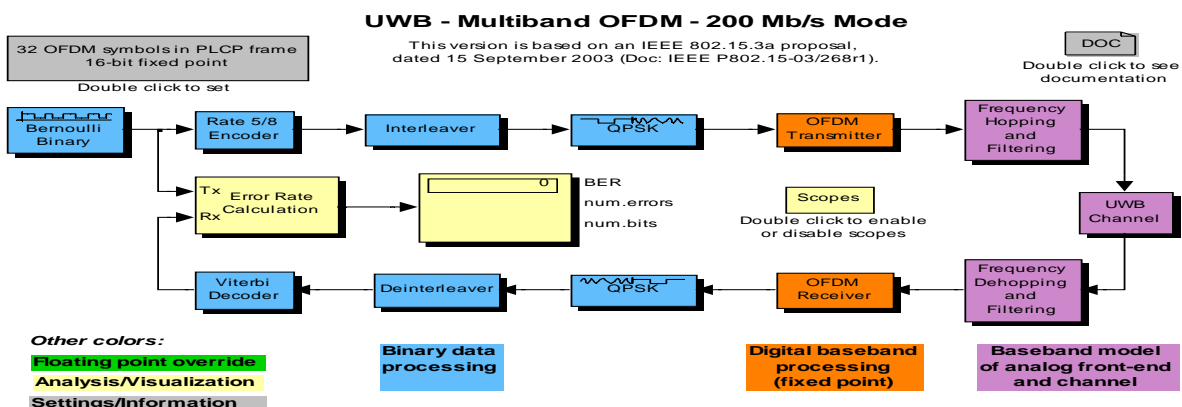 UWB - Multiband OFDM - 200 Mb/s Mode
32 OFDM symbols in PLCP frame
16-bit fixed point
Double click to set
This version is based on an IEEE 802.15.3a proposal,
dated 15 September 2003 (Doc: IEEE P802.15-03/268r1).
DOC
Double click to see
documentation
Bernoulli
Binary
Rate 5/8
Encoder
Interleaver
QPSK
OFDM
Transmitter
Frequency
Hopping
and
Filtering
Tx
Rx
Error Rate
Calculation
0
BER
num.errors
num.bits
Scopes
Double click to enable
or disable scopes
UWB
Channel
Viterbi
Decoder
Deinterleaver
QPSK
OFDM
Receiver
Frequency
Dehopping
and
Filtering
Other colors:
Floating point override
Analysis/Visualization
Settings/Information
Binary data
processing
Digital baseband
processing
(fixed point)
Baseband model
of analog front-end
and channel